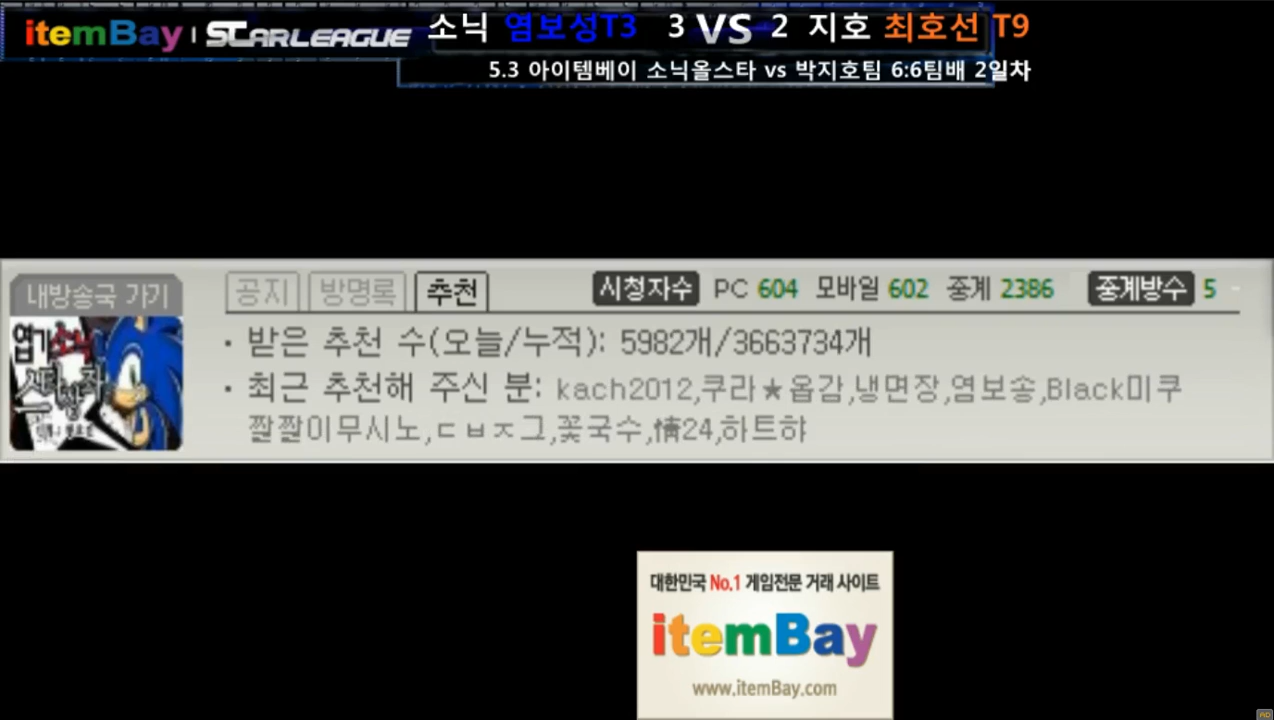 itemBay | STARLEAGUE 소닉 염보성T3 3 VS 2 지호 최호선 T9
5.3 아이템베이 소닉올스타 vs 박지호팀 6:6팀배 2일차
내방송국 가기 공지 방명록 추천 시청자수 PC 604 모바일 602 중계 2386 중계방수 5
엽기소닉
· 받은 추천 수(오늘/누적): 5982개/3663734개
· 최근 추천해 주신 분: kach2012,쿠라★옵감,냉면장,염보송,Black미쿠
짤짤이무시노,ㄷㅂㅈ그,꽃국수,情24,하트햐
대한민국 No.1 게임전문 거래 사이트
itemBay
www.itemBay.com